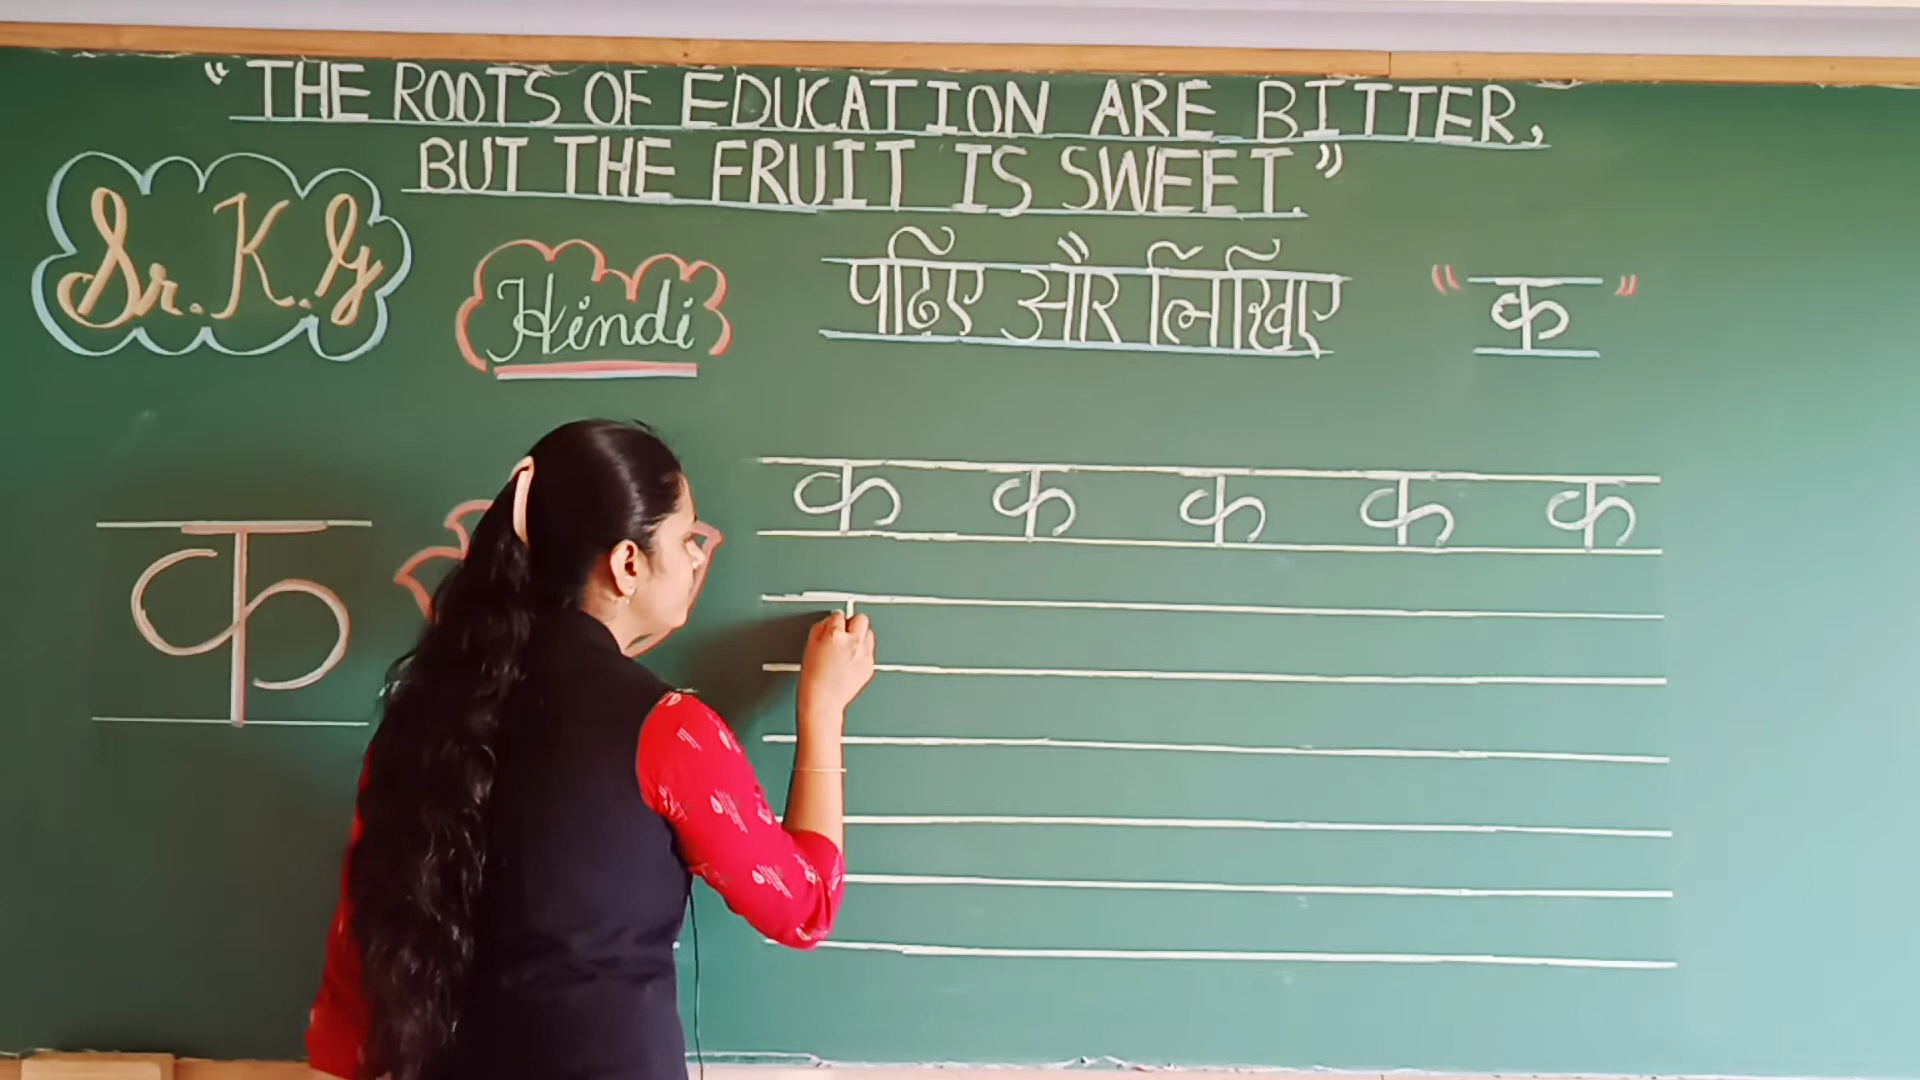 “THE ROOTS OF EDUCATION ARE BITTER,
BUT THE FRUIT IS SWEET.”
Sr. K.G
Hindi
पढ़िए और लिखिए “क”
क क क क क
क